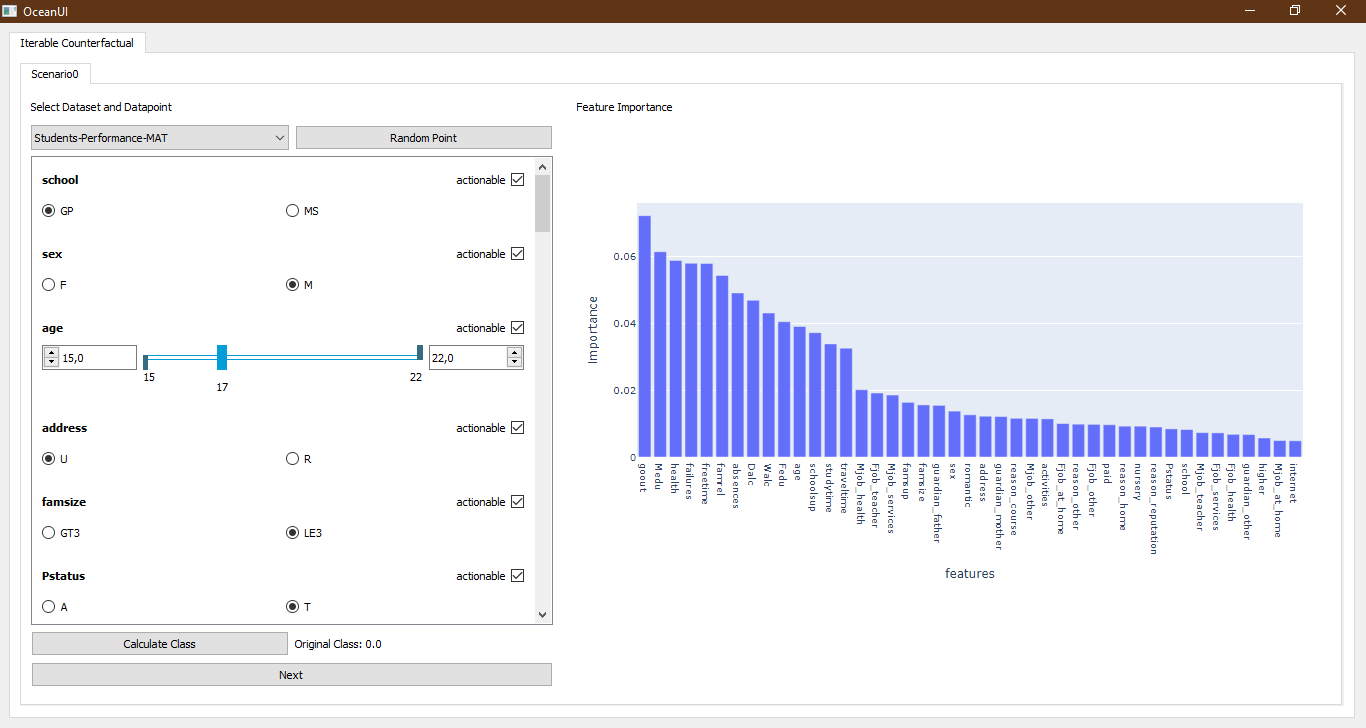 OceanUI
Iterable Counterfactual
Scenario0
Select Dataset and Datapoint
Students-Performance-MAT
Random Point
school
actionable
GP
MS
sex
actionable
F
M
age
actionable
15,0
22,0
15
17
22
address
actionable
U
R
famsize
actionable
GT3
LE3
Pstatus
actionable
A
T
Calculate Class
Original Class: 0.0
Next
Feature Importance
Importance
0.06
0.04
0.02
0
goout
Medu
health
failures
freetime
famrel
absences
Dalc
Walc
Fedu
age
schoolsup
studytime
traveltime
Mjob_health
Fjob_teacher
Mjob_services
famsup
famsize
guardian_father
sex
romantic
address
guardian_mother
reason_course
Mjob_other
activities
Fjob_at_home
reason_other
Fjob_other
paid
reason_home
nursery
reason_reputation
Pstatus
school
Mjob_teacher
Fjob_services
Fjob_health
guardian_other
higher
Mjob_at_home
internet
features